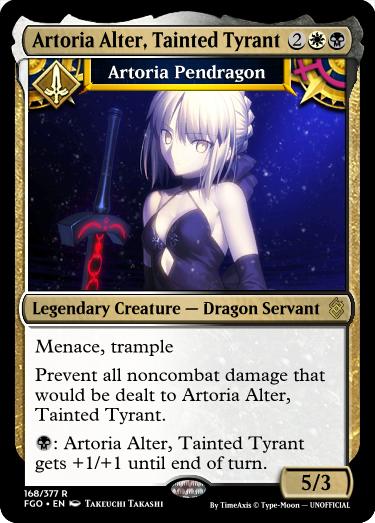 Artoria Alter, Tainted Tyrant 2
Artoria Pendragon
Legendary Creature — Dragon Servant
Menace, trample
Prevent all noncombat damage that
would be dealt to Artoria Alter,
Tainted Tyrant.
: Artoria Alter, Tainted Tyrant
gets +1/+1 until end of turn.
5/3
168/377 R
FGO • EN Takeuchi Takashi
By TimeAxis © Type-Moon — UNOFFICIAL